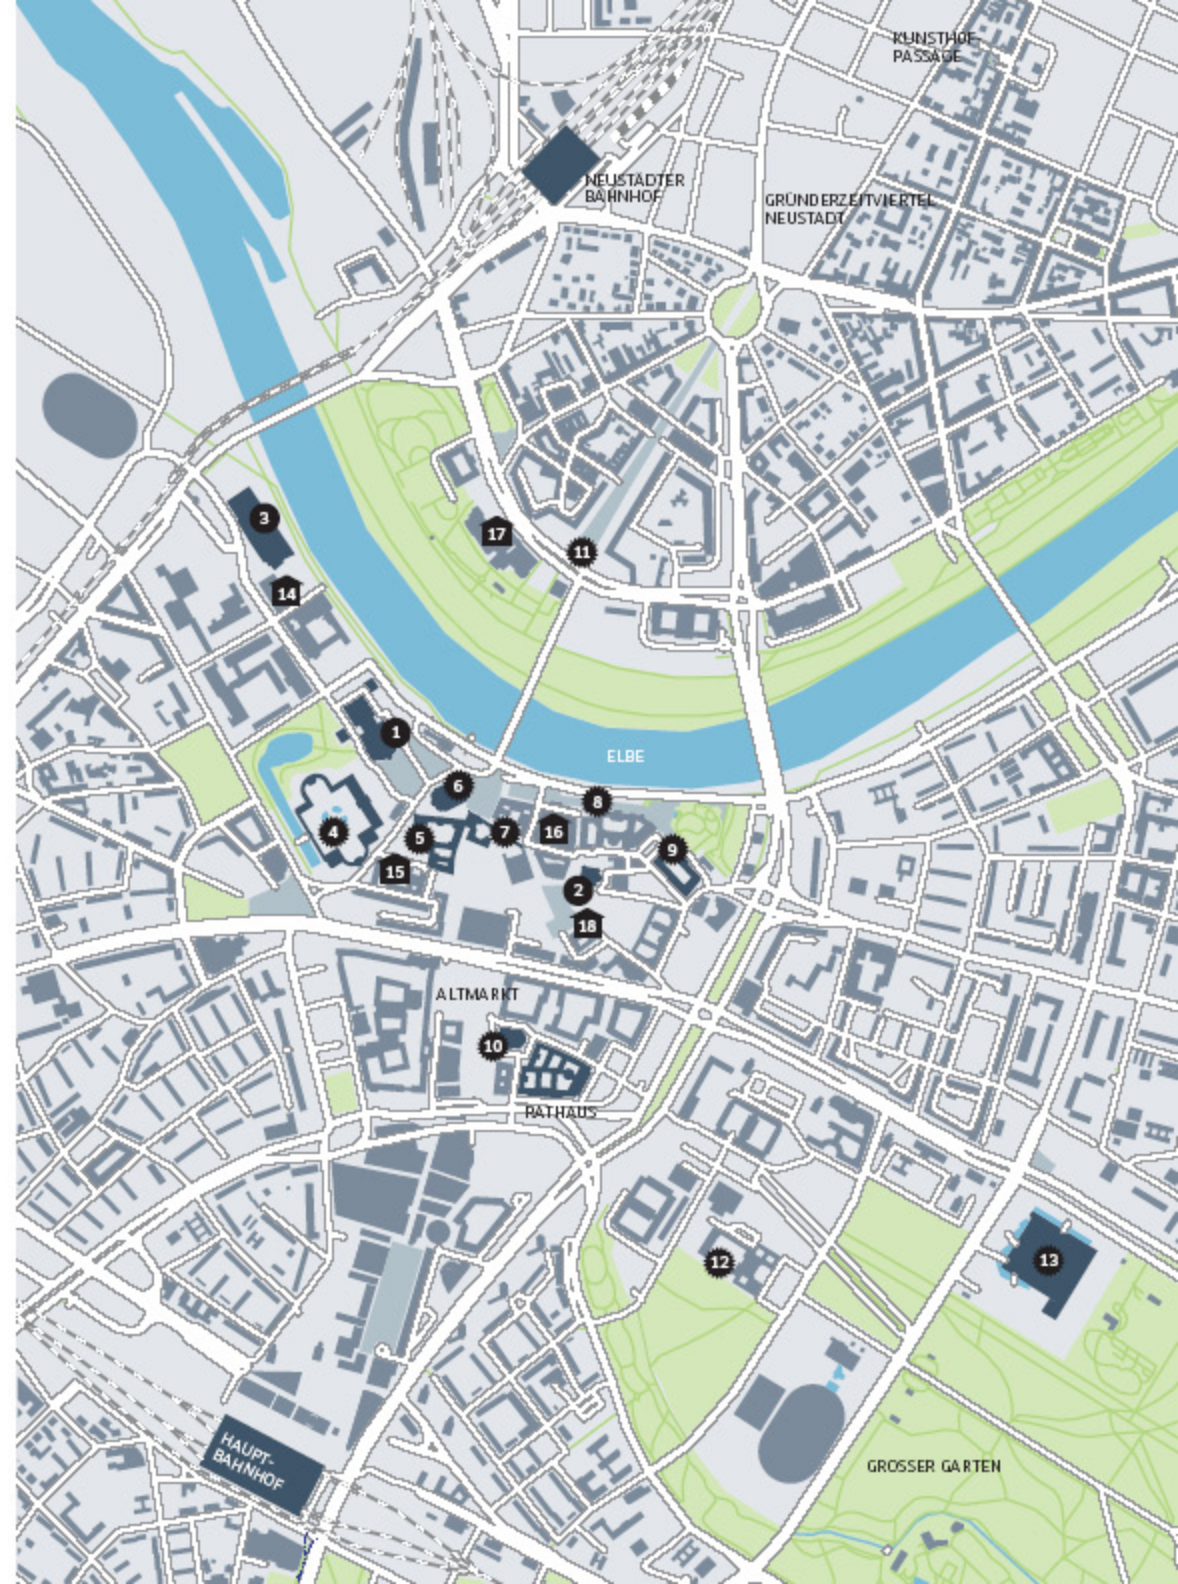 KUNSTHOF-
PASSAGE
NEUSTÄDTER
BAHNHOF
GRÜNDERZEITVIERTEL
NEUSTADT
3
17
11
14
1
ELBE
6
8
4
5
7
16
9
15
2
18
ALTMARKT
10
RATHAUS
12
13
HAUPT-
BAHNHOF
GROSSER GARTEN